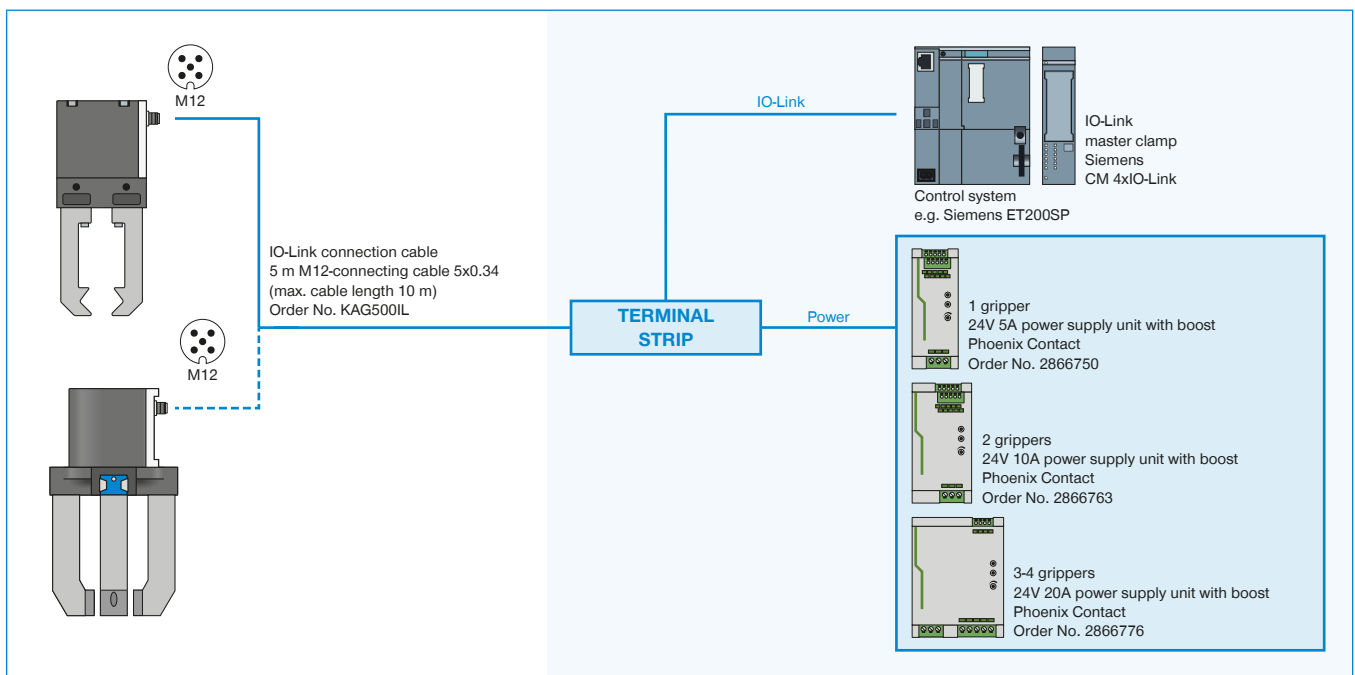 M12
IO-Link connection cable
5 m M12-connecting cable 5x0.34
(max. cable length 10 m)
Order No. KAG500IL
M12
TERMINAL
STRIP
IO-Link
Power
Control system
e.g. Siemens ET200SP
IO-Link
master clamp
Siemens
CM 4xIO-Link
1 gripper
24V 5A power supply unit with boost
Phoenix Contact
Order No. 2866750
2 grippers
24V 10A power supply unit with boost
Phoenix Contact
Order No. 2866763
3-4 grippers
24V 20A power supply unit with boost
Phoenix Contact
Order No. 2866776